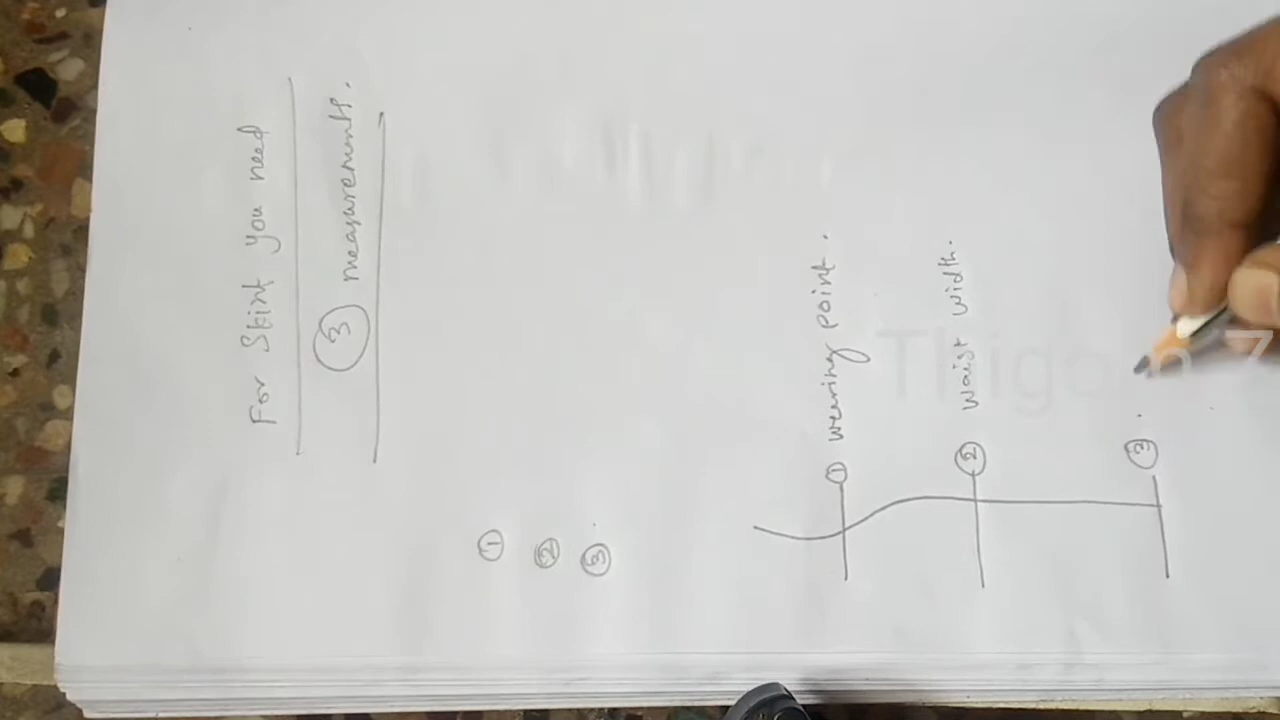 For Skirt you need
③ measurements.
①
②
③
① wearing point.
② waist width.
③.